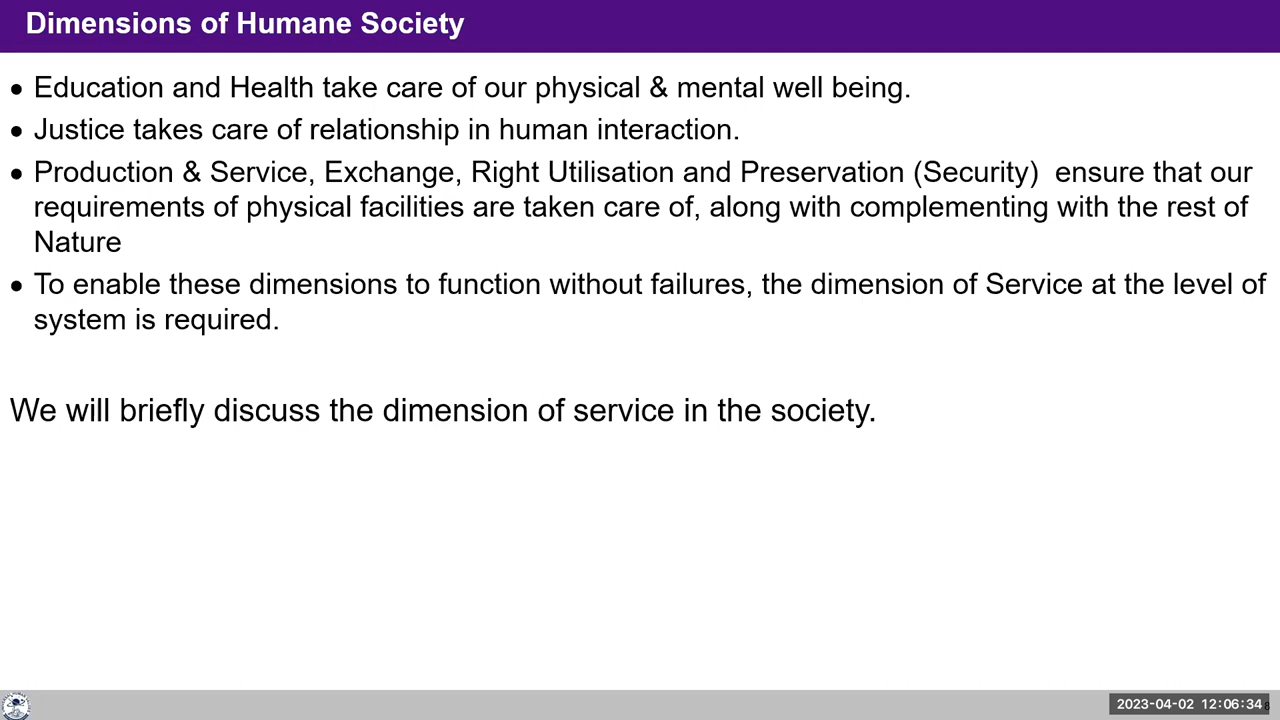 Dimensions of Humane Society
• Education and Health take care of our physical & mental well being.
• Justice takes care of relationship in human interaction.
• Production & Service, Exchange, Right Utilisation and Preservation (Security)  ensure that our
requirements of physical facilities are taken care of, along with complementing with the rest of
Nature
• To enable these dimensions to function without failures, the dimension of Service at the level of
system is required.
We will briefly discuss the dimension of service in the society.
2023-04-02 12:06:34
8